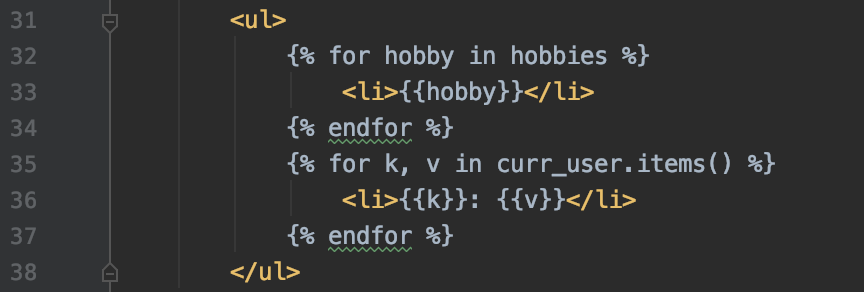 31 <ul>
32 {% for hobby in hobbies %}
33 <li>{{hobby}}</li>
34 {% endfor %}
35 {% for k, v in curr_user.items() %}
36 <li>{{k}}: {{v}}</li>
37 {% endfor %}
38 </ul>